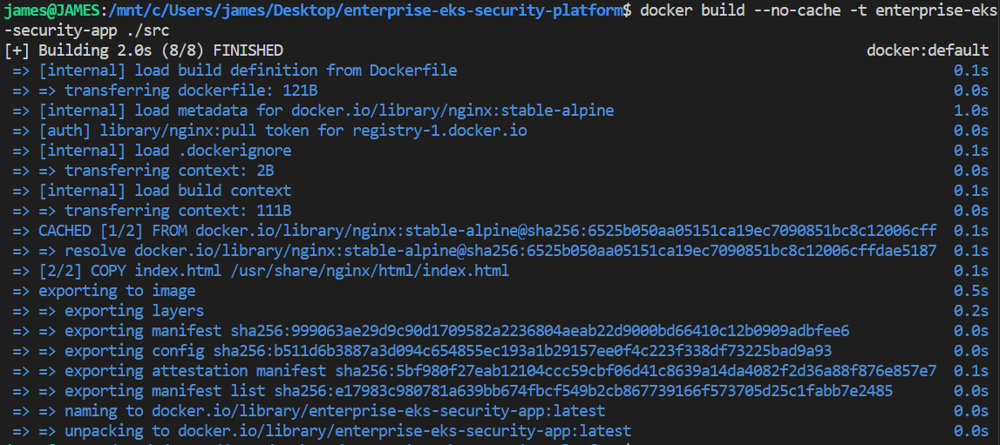 james@JAMES:/mnt/c/Users/james/Desktop/enterprise-eks-security-platform$ docker build --no-cache -t enterprise-eks
-security-app ./src
[+] Building 2.0s (8/8) FINISHED docker:default
=> [internal] load build definition from Dockerfile 0.1s
=> => transferring dockerfile: 121B 0.0s
=> [internal] load metadata for docker.io/library/nginx:stable-alpine 1.0s
=> [auth] library/nginx:pull token for registry-1.docker.io 0.0s
=> [internal] load .dockerignore 0.1s
=> => transferring context: 2B 0.0s
=> [internal] load build context 0.1s
=> => transferring context: 111B 0.0s
=> CACHED [1/2] FROM docker.io/library/nginx:stable-alpine@sha256:6525b050aa05151ca19ec7090851bc8c12006cff 0.1s
=> => resolve docker.io/library/nginx:stable-alpine@sha256:6525b050aa05151ca19ec7090851bc8c12006cffdae5187 0.1s
=> [2/2] COPY index.html /usr/share/nginx/html/index.html 0.1s
=> exporting to image 0.5s
=> => exporting layers 0.2s
=> => exporting manifest sha256:999063ae29d9c90d1709582a2236804aeab22d9000bd66410c12b0909adbfee6 0.0s
=> => exporting config sha256:b511d6b3887a3d094c654855ec193a1b29157ee0f4c223f338df73225bad9a93 0.0s
=> => exporting attestation manifest sha256:5bf980f27eab12104ccc59cbf06d41c8639a14da4082f2d36a88f876e857e7 0.1s
=> => exporting manifest list sha256:e17983c980781a639bb674fbcf549b2cb867739166f573705d25c1fabb7e2485 0.0s
=> => naming to docker.io/library/enterprise-eks-security-app:latest 0.0s
=> => unpacking to docker.io/library/enterprise-eks-security-app:latest 0.0s